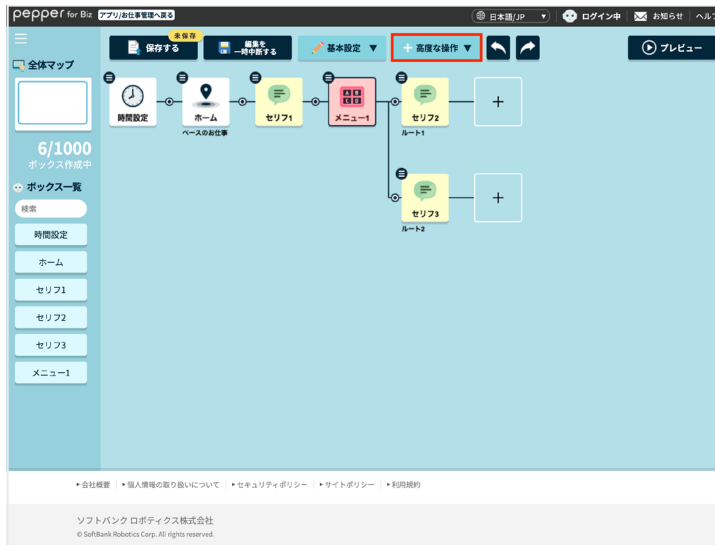 pepper for Biz アプリ/お仕事管理へ戻る 日本語/JP ▼ ログイン中 お知らせ ヘル
未保存
保存する 編集を一時中断する 基本設定 ▼ 高度な操作 ▼ プレビュー
全体マップ
6/1000
ボックス作成中
ボックス一覧
検索
時間設定
ホーム
セリフ1
セリフ2
セリフ3
メニュー1
時間設定 ホーム セリフ1 メニュー1 セリフ2
ベースのお仕事 ルート1
A B
C D
セリフ3
ルート2
会社概要 個人情報の取り扱いについて セキュリティポリシー サイトポリシー 利用規約
ソフトバンク ロボティクス株式会社
© SoftBank Robotics Corp. All rights reserved.